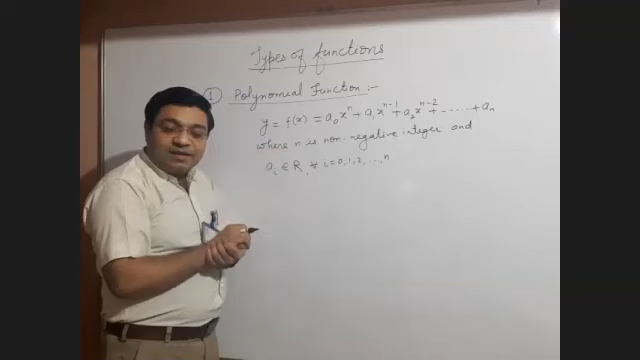 Types of functions
① Polynomial Function :-
y = f(x) = a₀xⁿ + a₁xⁿ⁻¹ + a₂xⁿ⁻² + ...... + aₙ
where n is non-negative integer and
aᵢ ∈ R, ∀ i = 0, 1, 2, ..., n